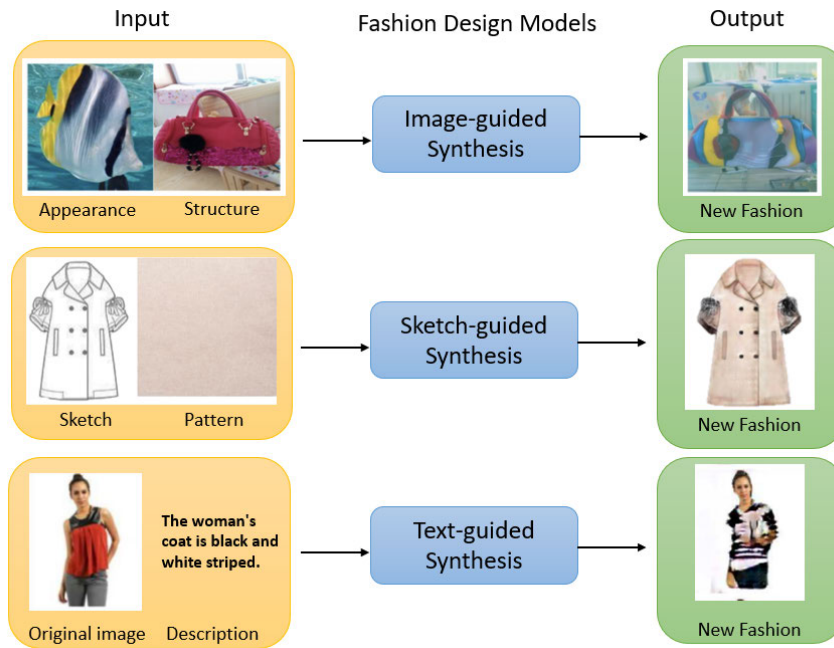 Input
Fashion Design Models
Output
Appearance
Structure
Image-guided
Synthesis
New Fashion
Sketch
Pattern
Sketch-guided
Synthesis
New Fashion
The woman's
coat is black and
white striped.
Original image
Description
Text-guided
Synthesis
New Fashion